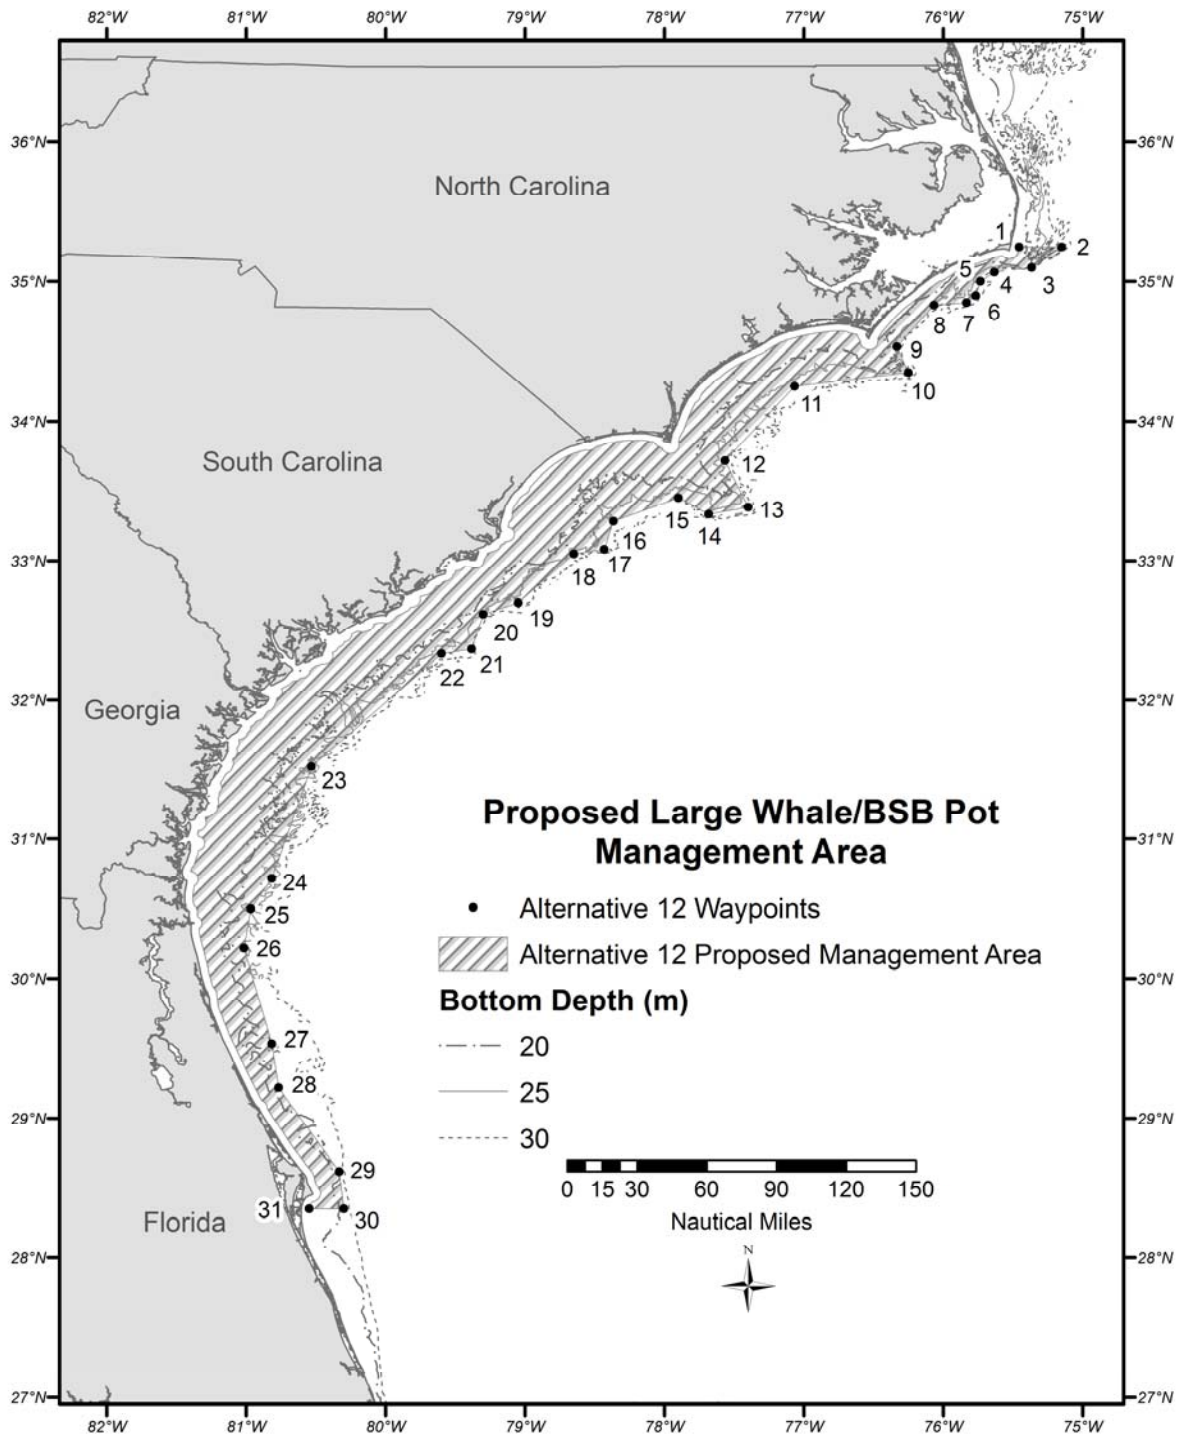 82°W 81°W 80°W 79°W 78°W 77°W 76°W 75°W
36°N 36°N
North Carolina
1
2
5
35°N 35°N
4 3
6
7
8
9
10
11
34°N 34°N
South Carolina
12
13
15 14
16
33°N 17 33°N
18
19
20
21
22
32°N 32°N
Georgia
23
Proposed Large Whale/BSB Pot
Management Area
31°N 31°N
24
25
Alternative 12 Waypoints
26
Alternative 12 Proposed Management Area
30°N 30°N
Bottom Depth (m)
27
20
28
25
29°N 29°N
30
29
0 15 30 60 90 120 150
31 30
Nautical Miles
Florida
N
28°N 28°N
27°N 27°N
82°W 81°W 80°W 79°W 78°W 77°W 76°W 75°W